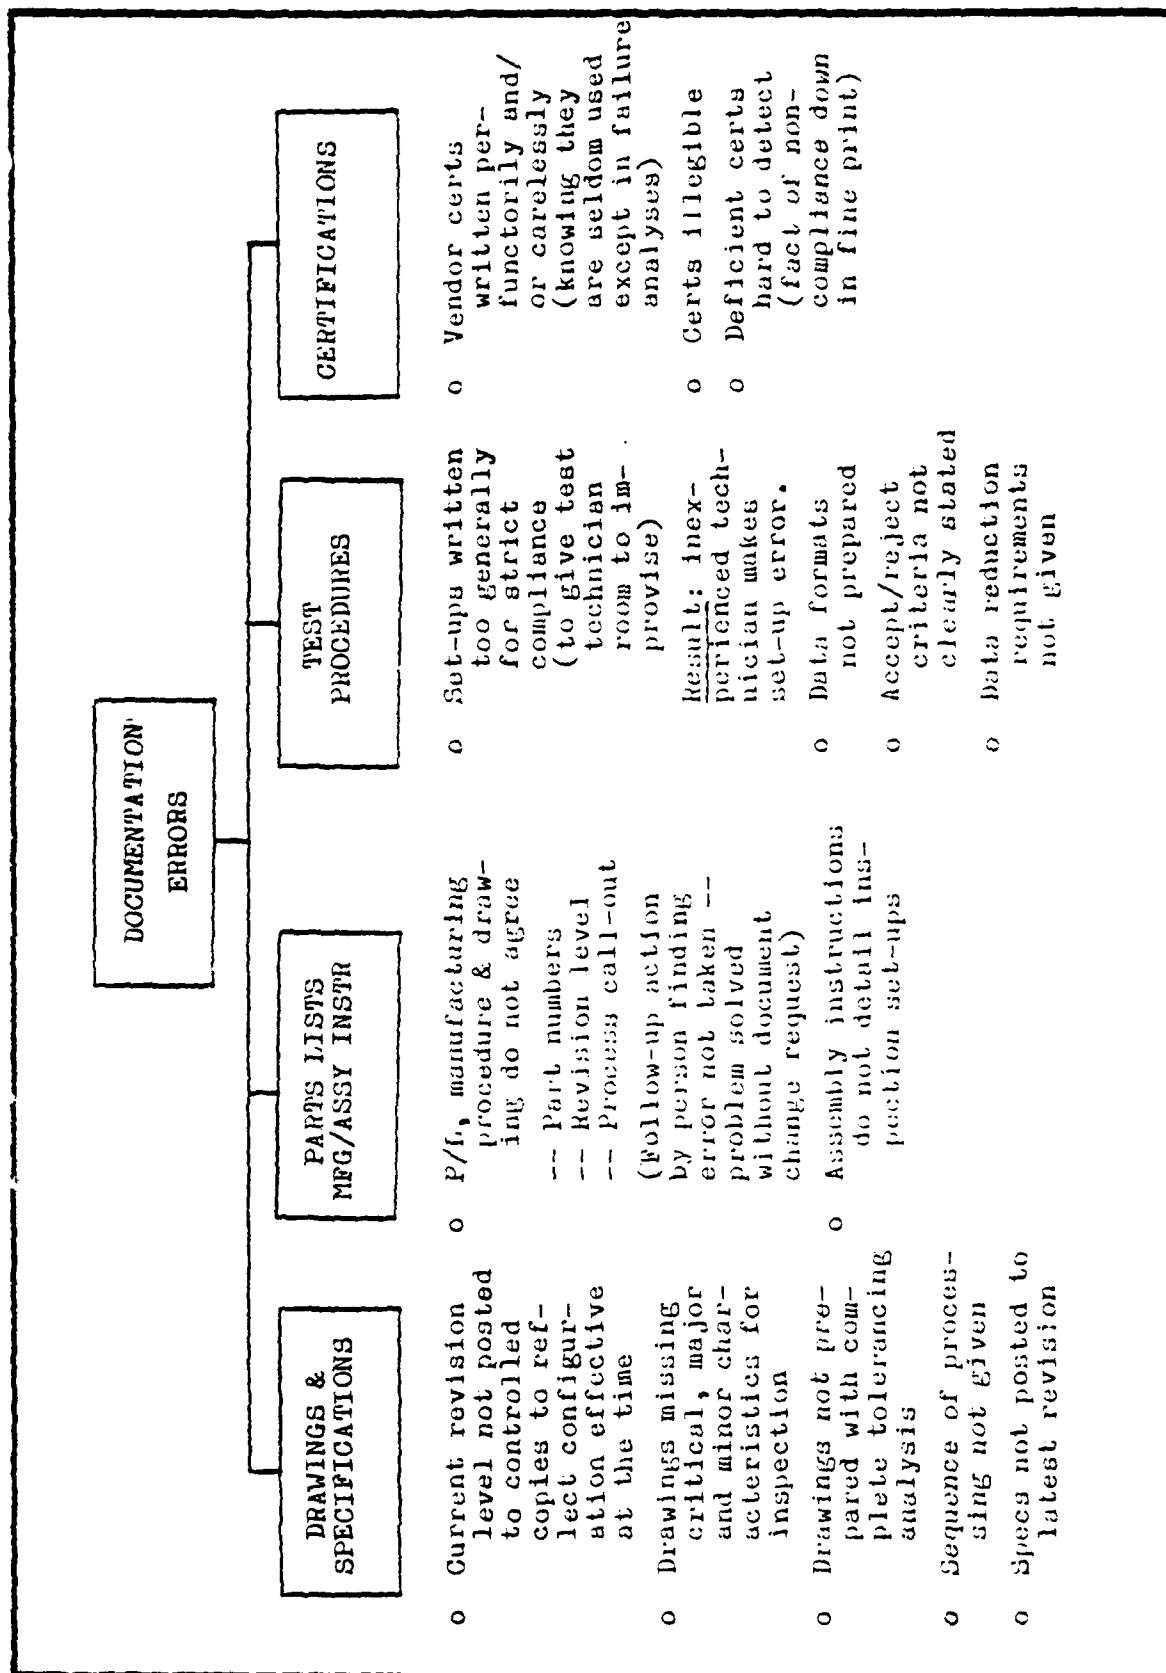 DOCUMENTATION
ERRORS
DRAWINGS &
SPECIFICATIONS
o Current revision
level not posted
to controlled
copies to ref-
lect configur-
ation effective
at the time
o Drawings missing
critical, major
and minor char-
acteristics for
inspection
o Drawings not pre-
pared with com-
plete tolerancing
analysis
o Sequence of proces-
sing not given
o Specs not posted to
latest revision
PARTS LISTS
MFG/ASSY INSTR
o P/L, manufacturing
procedure & draw-
ing do not agree
-- Part numbers
-- Revision level
-- Process call-out
(Follow-up action
by person finding
error not taken --
problem solved
without document
change request)
o Assembly instructions
do not detail ins-
pection set-ups
TEST
PROCEDURES
o Set-ups written
too generally
for strict
compliance
(to give test
technician
room to im-
provise)
Result: inex-
perienced tech-
nician makes
set-up error.
o Data formats
not prepared
o Accept/reject
criteria not
clearly stated
o Data reduction
requirements
not given
CERTIFICATIONS
o Vendor certs
written per-
functorily and/
or carelessly
(knowing they
are seldom used
except in failure
analyses)
o Certs illegible
o Deficient certs
hard to detect
(fact of non-
compliance down
in fine print)